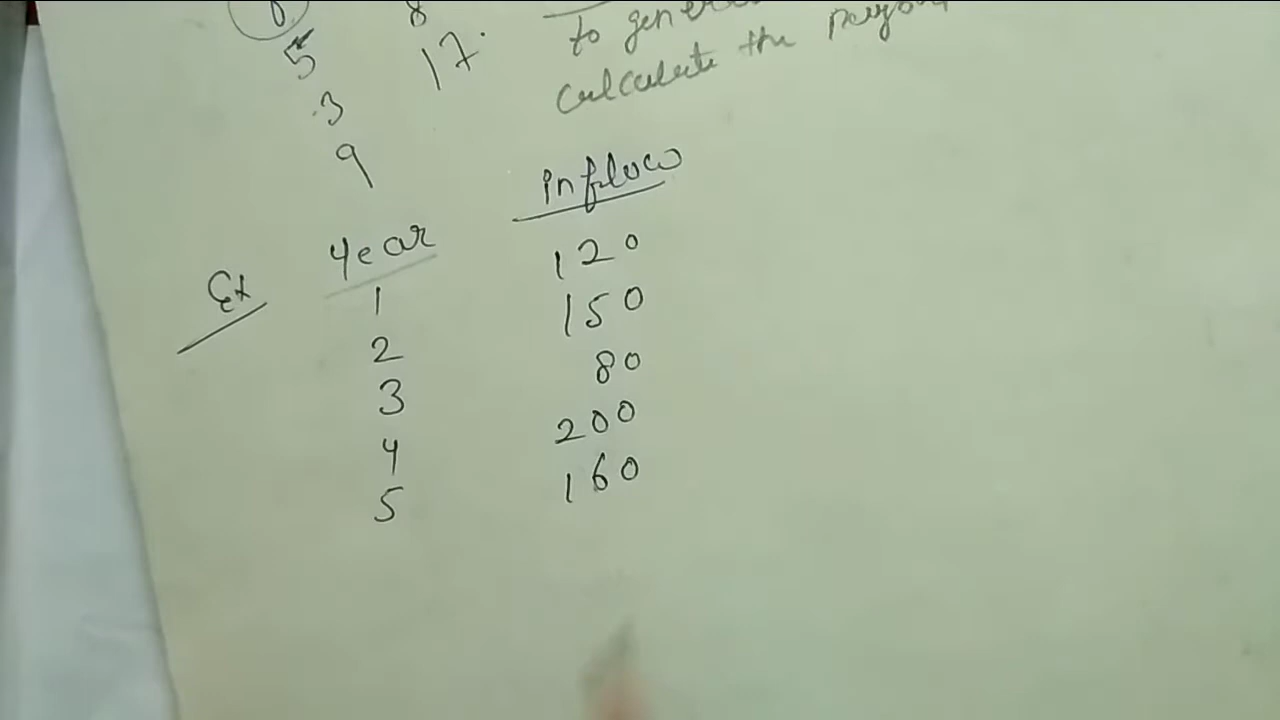 8
5 17. to
3 calculate the
9
inflow
Ex Year
1 120
2 150
3 80
4 200
5 160